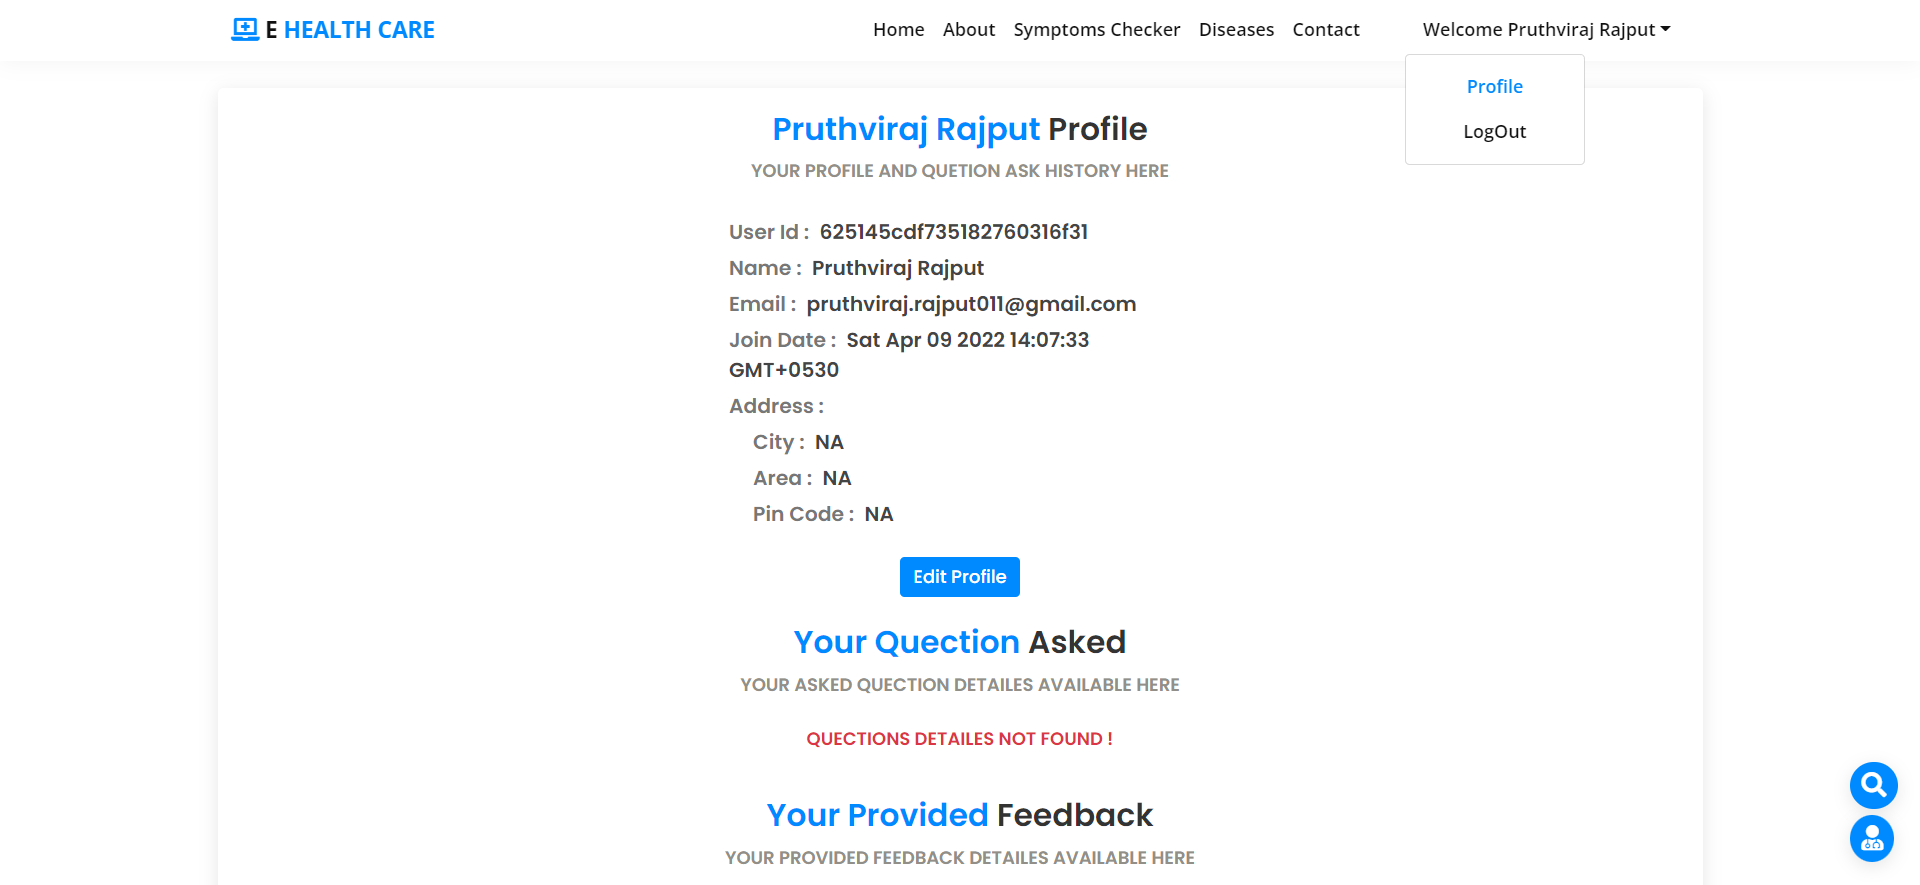 E HEALTH CARE
Home About Symptoms Checker Diseases Contact Welcome Pruthviraj Rajput
Profile
LogOut
Pruthviraj Rajput Profile
YOUR PROFILE AND QUETION ASK HISTORY HERE
User Id : 625145cdf735182760316f31
Name : Pruthviraj Rajput
Email : pruthviraj.rajput011@gmail.com
Join Date : Sat Apr 09 2022 14:07:33
GMT+0530
Address :
City : NA
Area : NA
Pin Code : NA
Edit Profile
Your Quection Asked
YOUR ASKED QUECTION DETAILES AVAILABLE HERE
QUECTIONS DETAILES NOT FOUND !
Your Provided Feedback
YOUR PROVIDED FEEDBACK DETAILES AVAILABLE HERE